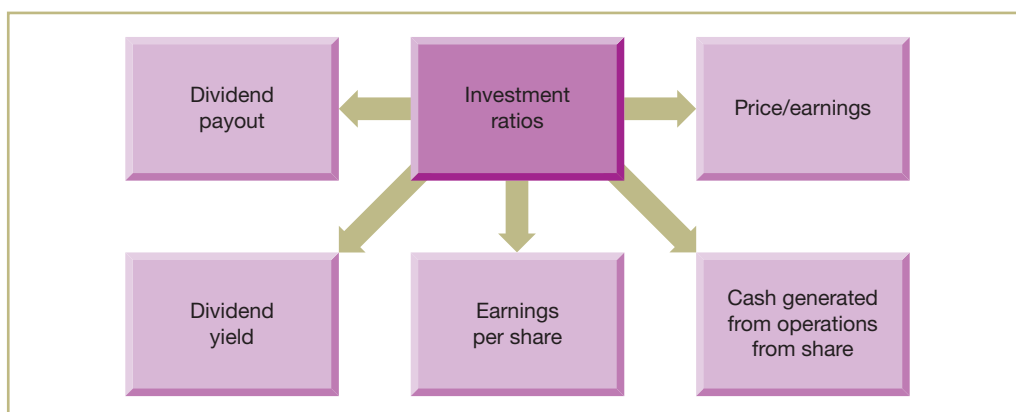 Dividend
payout
Investment
ratios
Price/earnings
Dividend
yield
Earnings
per share
Cash generated
from operations
from share